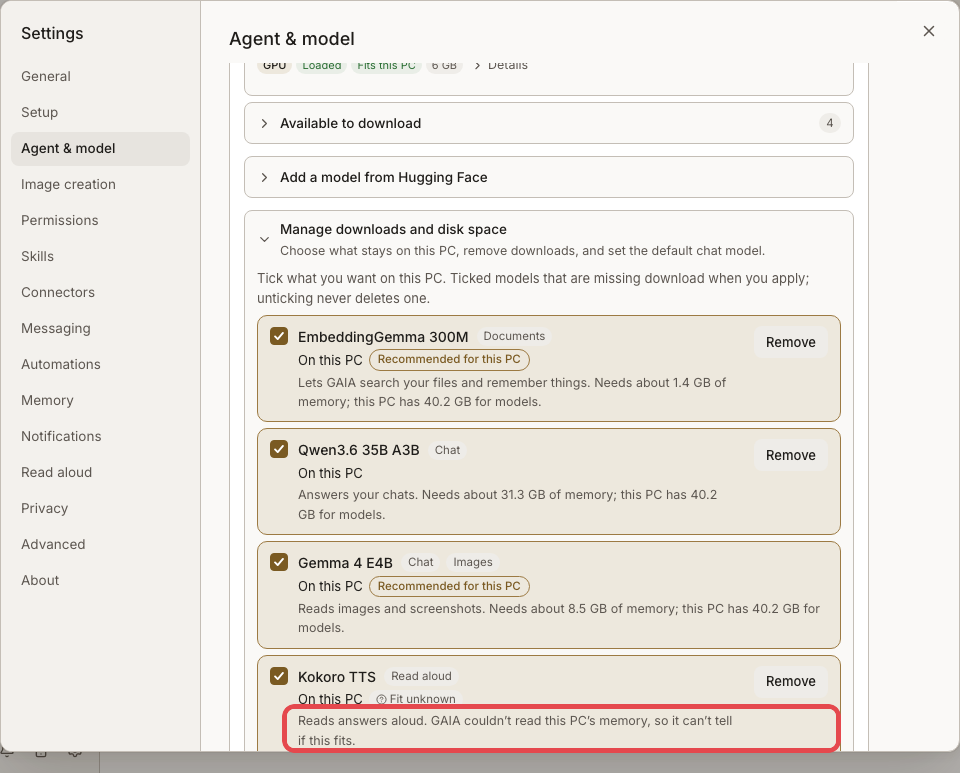 Settings
General
Setup
Agent & model
Image creation
Permissions
Skills
Connectors
Messaging
Automations
Memory
Notifications
Read aloud
Privacy
Advanced
About
Agent & model
GPU Loaded Fits this PC 6 GB Details
Available to download 4
Add a model from Hugging Face
Manage downloads and disk space
Choose what stays on this PC, remove downloads, and set the default chat model.
Tick what you want on this PC. Ticked models that are missing download when you apply;
unticking never deletes one.
EmbeddingGemma 300M Documents Remove
On this PC Recommended for this PC
Lets GAIA search your files and remember things. Needs about 1.4 GB of
memory; this PC has 40.2 GB for models.
Qwen3.6 35B A3B Chat Remove
On this PC
Answers your chats. Needs about 31.3 GB of memory; this PC has 40.2
GB for models.
Gemma 4 E4B Chat Images
On this PC Recommended for this PC
Reads images and screenshots. Needs about 8.5 GB of memory; this PC has 40.2 GB for
models.
Kokoro TTS Read aloud Remove
On this PC Fit unknown
Reads answers aloud. GAIA couldn’t read this PC’s memory, so it can’t tell
if this fits.